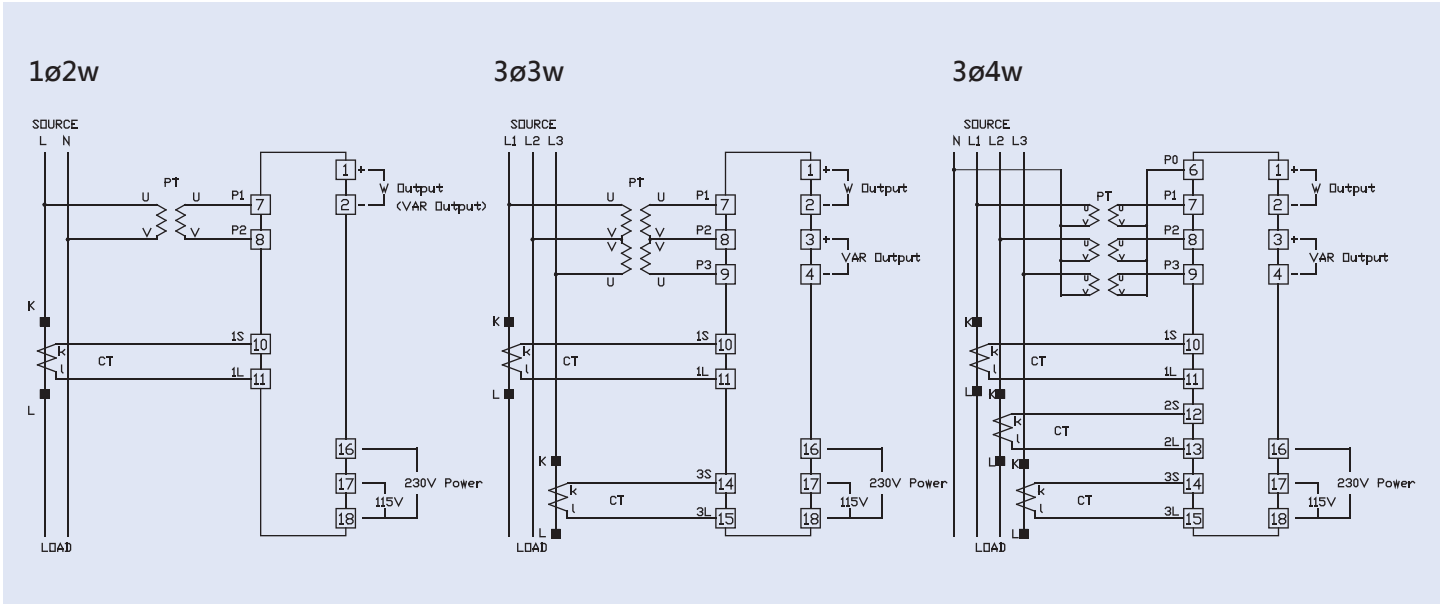 1ø2w
SOURCE
L N
PT
U U P1 7
V V P2 8
1 +
W Output
2 -
(VAR Output)
K
k
l
CT
1S 10
1L 11
L
16
17
230V Power
115V
18
LOAD
3ø3w
SOURCE
L1 L2 L3
PT
U U P1 7
V V P2 8
V V
U U P3 9
1 +
W Output
2 -
3 +
VAR Output
4 -
K
k
l
CT
1S 10
1L 11
L
K
k
l
CT
3S 14
3L 15
L
16
17
230V Power
115V
18
LOAD
3ø4w
SOURCE
N L1 L2 L3
P0 6
PT
U U P1 7
V V
U U P2 8
V V
U U P3 9
V V
1 +
W Output
2 -
3 +
VAR Output
4 -
K
k
l
CT
1S 10
1L 11
L
K
k
l
CT
2S 12
2L 13
L
K
k
l
CT
3S 14
3L 15
L
16
17
230V Power
115V
18
LOAD